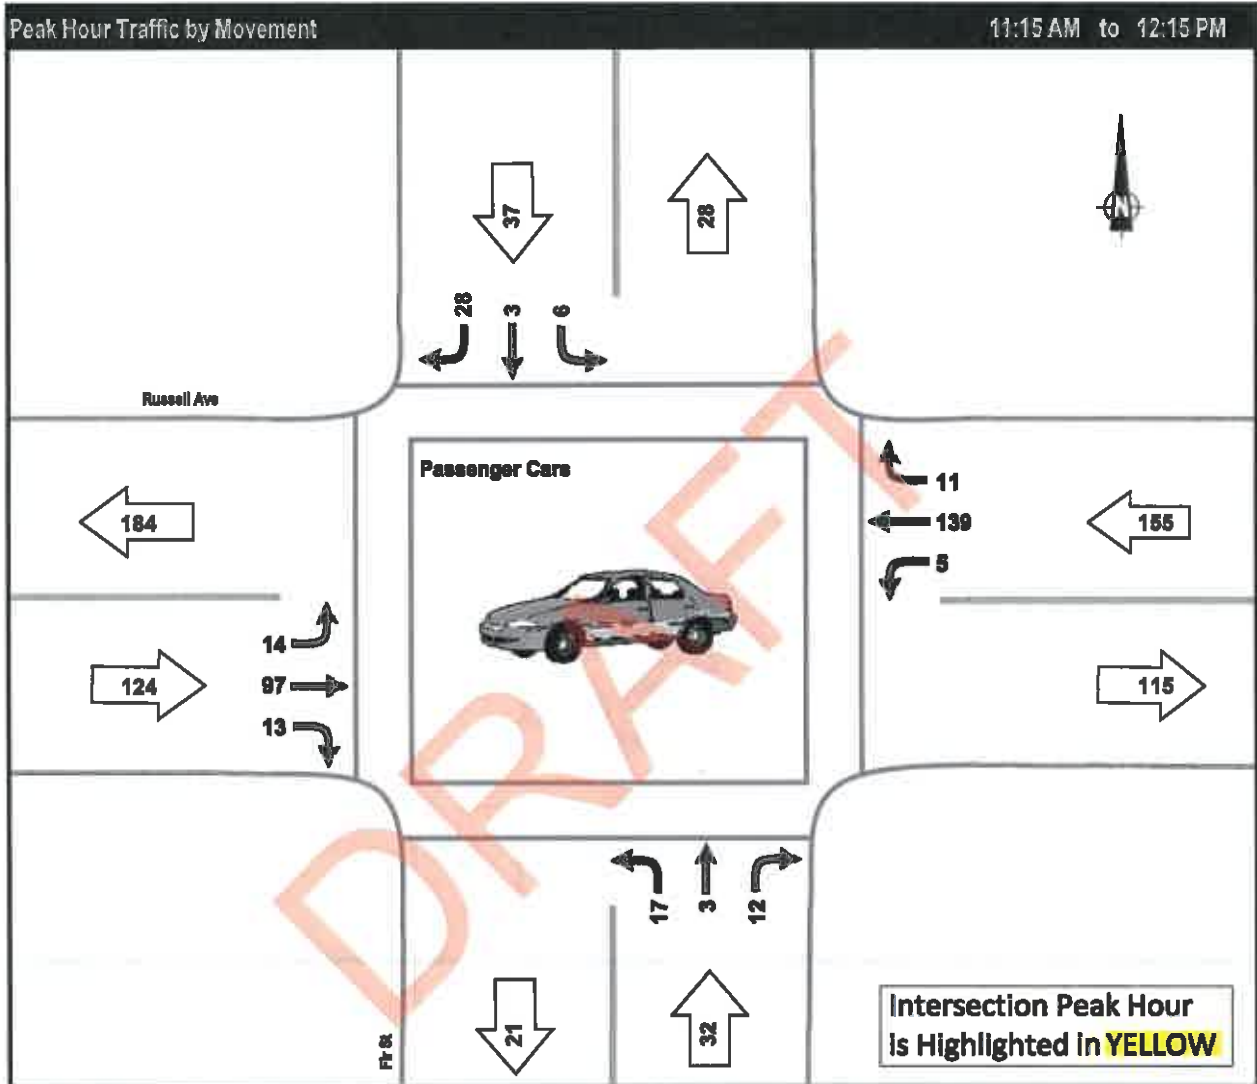 Peak Hour Traffic by Movement 11:15 AM to 12:15 PM
37
28
28 3 6
N
Russell Ave
Passenger Cars
11
184
139
155
5
14
124
97
115
13
17 3 12
21
32
Fir St
Intersection Peak Hour
is Highlighted in YELLOW
DRAFT